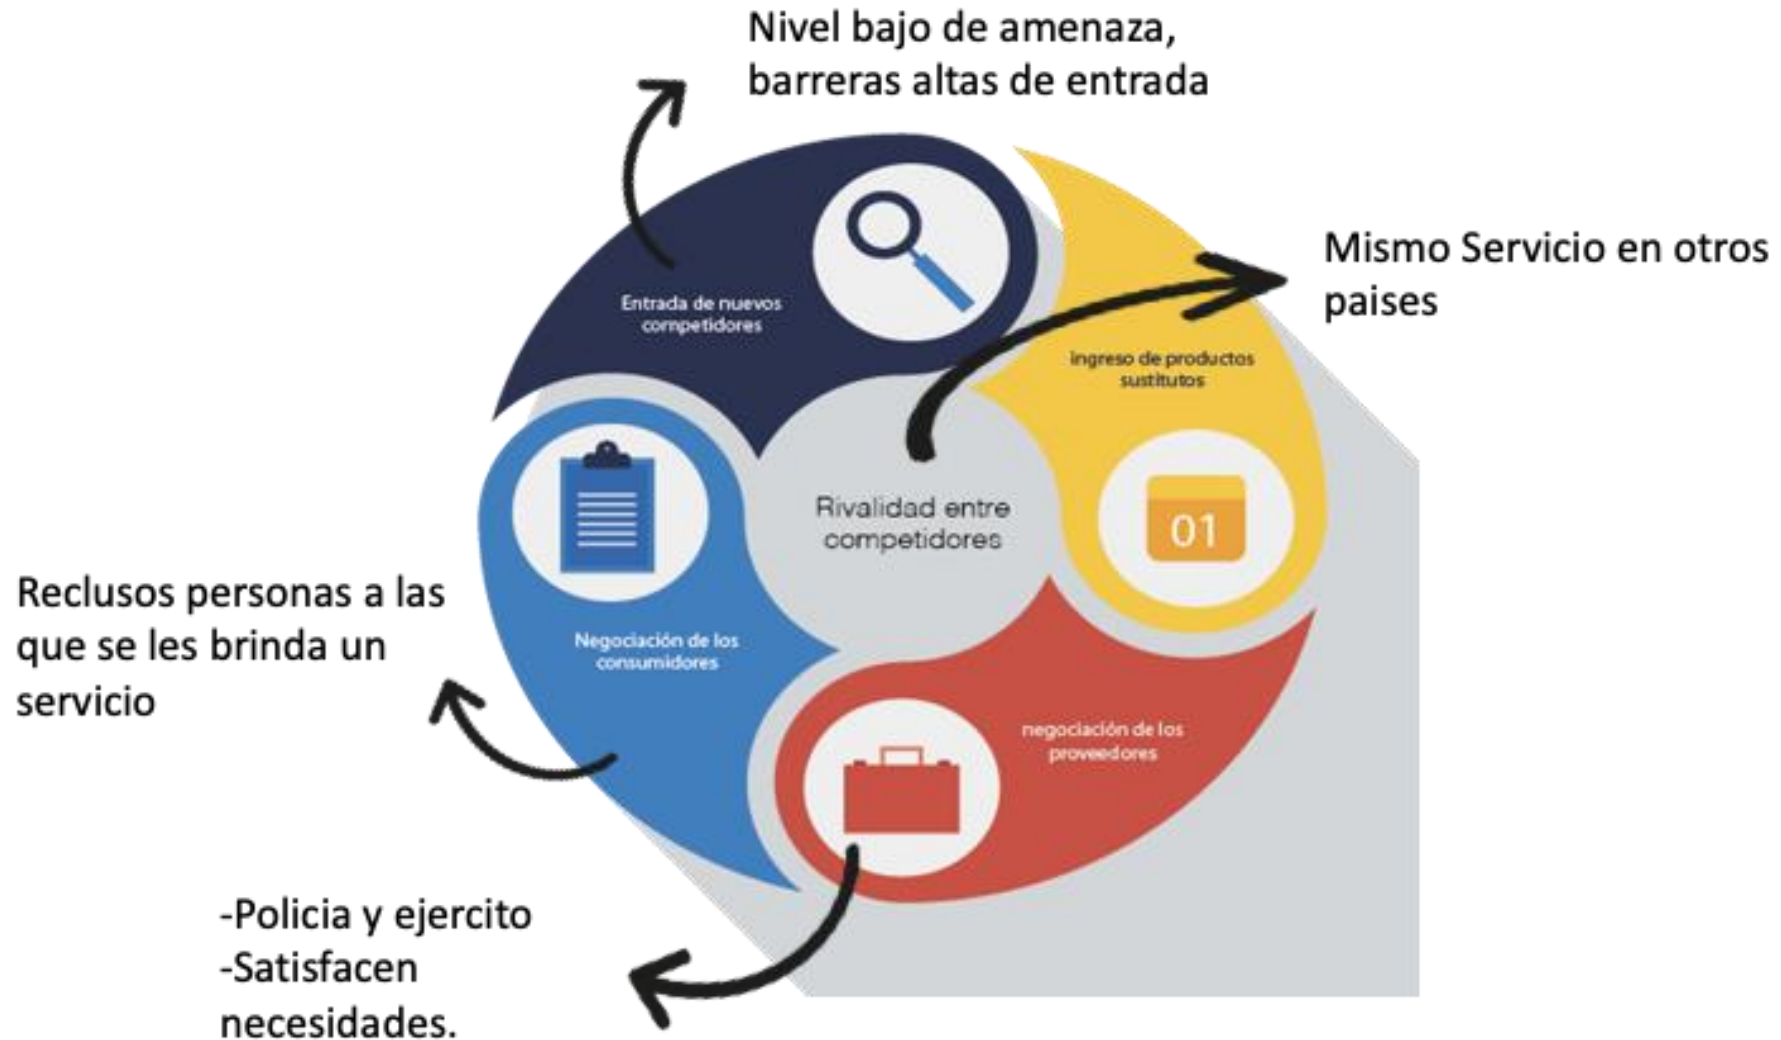 Nivel bajo de amenaza,
barreras altas de entrada
Entrada de nuevos
competidores
Mismo Servicio en otros
paises
ingreso de productos
sustitutos
01
Rivalidad entre
competidores
Reclusos personas a las
que se les brinda un
servicio
Negociación de los
consumidores
negociación de los
proveedores
-Policia y ejercito
-Satisfacen
necesidades.